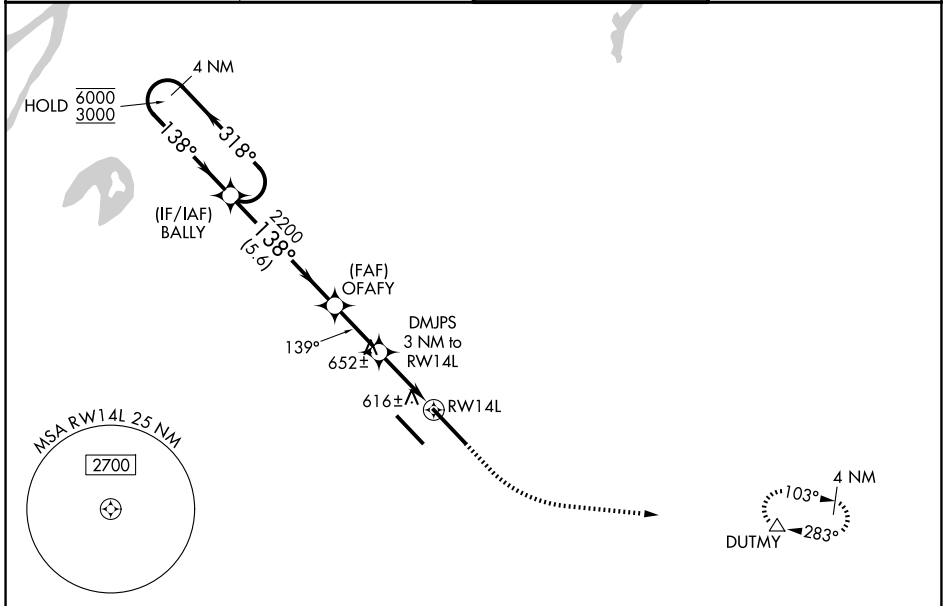 4 NM
HOLD 6000
3000
138°
318°
(IF/IAF)
BALLY
2200
138°
(5.6)
(FAF)
OFAFY
139°
DMJPS
3 NM to
RW14L
652±
616±
RW14L
MSA RW14L 25 NM
2700
4 NM
103°
283°
DUTMY